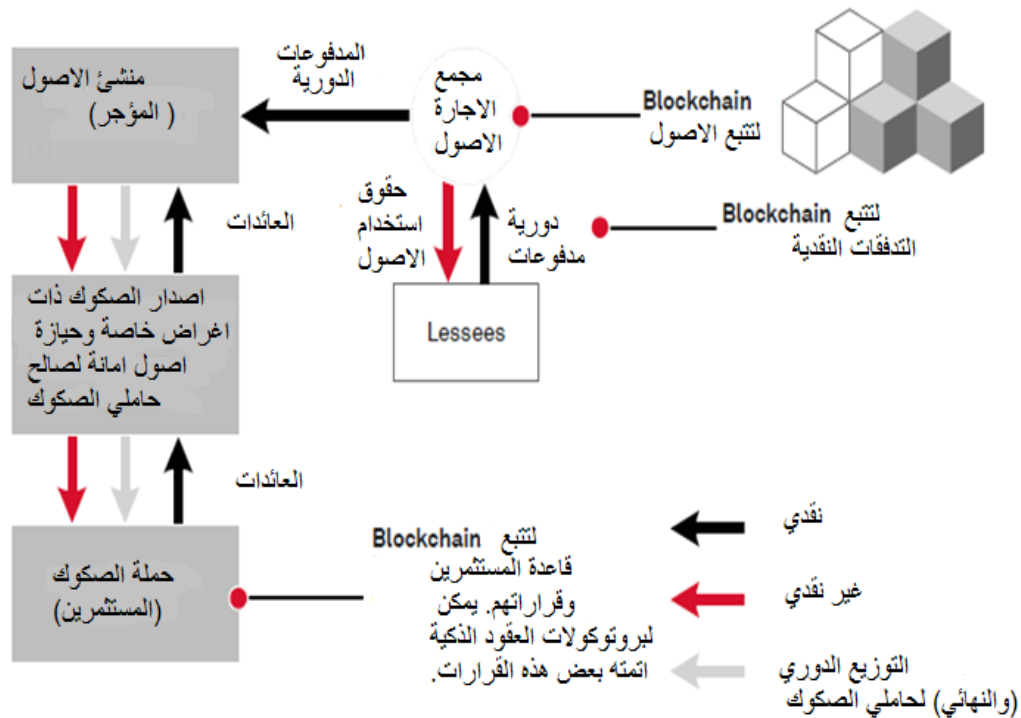 منشئ الاصول
( المؤجر)
المدفوعات
الدورية
مجمع
الاجارة
الاصول
Blockchain
لتتبع الاصول
حقوق
استخدام
الاصول
دورية
مدفوعات
لتتبع Blockchain
التدفقات النقدية
العائدات
Lessees
اصدار الصكوك ذات
اغراض خاصة وحيازة
اصول امانة لصالح
حاملي الصكوك
العائدات
حملة الصكوك
(المستثمرين)
لتتبع Blockchain
قاعدة المستثمرين
وقراراتهم. يمكن
لبروتوكولات العقود الذكية
اتمته بعض هذه القرارات.
نقدي
غير نقدي
التوزيع الدوري
(والنهائي) لحاملي الصكوك